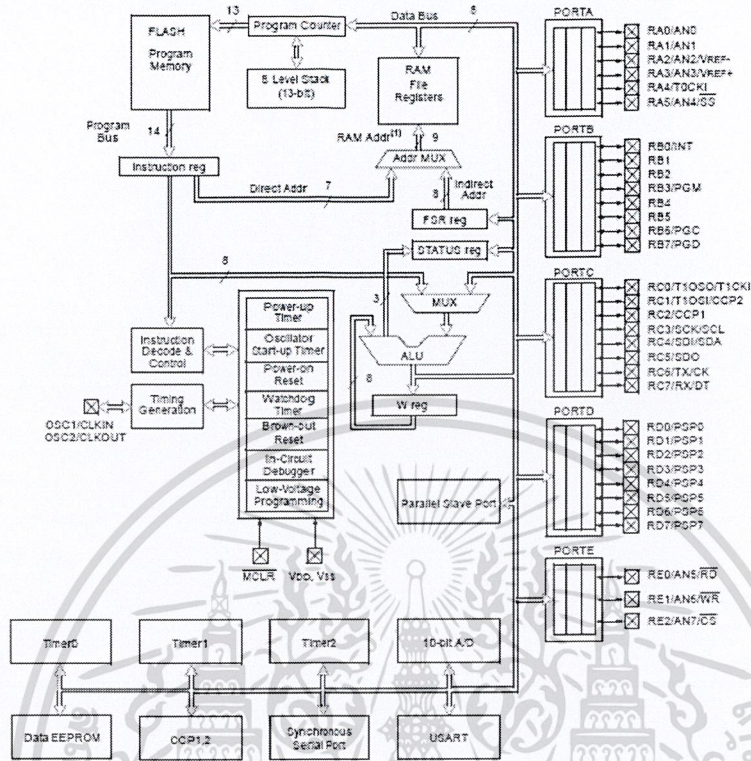 13
Data Bus
8
PORTA
FLASH
Program
Memory
Program Counter
8 Level Stack
(13-bit)
RAM
File
Registers
RA0/AN0
RA1/AN1
RA2/AN2/VREF-
RA3/AN3/VREF+
RA4/T0CKI
RA5/AN4/SS
Program
Bus
14
RAM Addr(1)
9
PORTB
Instruction reg
Addr MUX
Direct Addr
7
8
Indirect
Addr
FSR reg
STATUS reg
RB0/INT
RB1
RB2
RB3/PGM
RB4
RB5
RB6/PGC
RB7/PGD
8
3
MUX
PORTC
Power-up
Timer
Oscillator
Start-up Timer
Power-on
Reset
Watchdog
Timer
Brown-out
Reset
In-Circuit
Debugger
Low-Voltage
Programming
Instruction
Decode &
Control
Timing
Generation
OSC1/CLKIN
OSC2/CLKOUT
ALU
8
W reg
RC0/T1OSO/T1CKI
RC1/T1OSI/CCP2
RC2/CCP1
RC3/SCK/SCL
RC4/SDI/SDA
RC5/SDO
RC6/TX/CK
RC7/RX/DT
PORTD
Parallel Slave Port
RD0/PSP0
RD1/PSP1
RD2/PSP2
RD3/PSP3
RD4/PSP4
RD5/PSP5
RD6/PSP6
RD7/PSP7
MCLR
VDD, VSS
PORTE
RE0/AN5/RD
RE1/AN6/WR
RE2/AN7/CS
Timer0
Timer1
Timer2
10-bit A/D
Data EEPROM
CCP1,2
Synchronous
Serial Port
USART